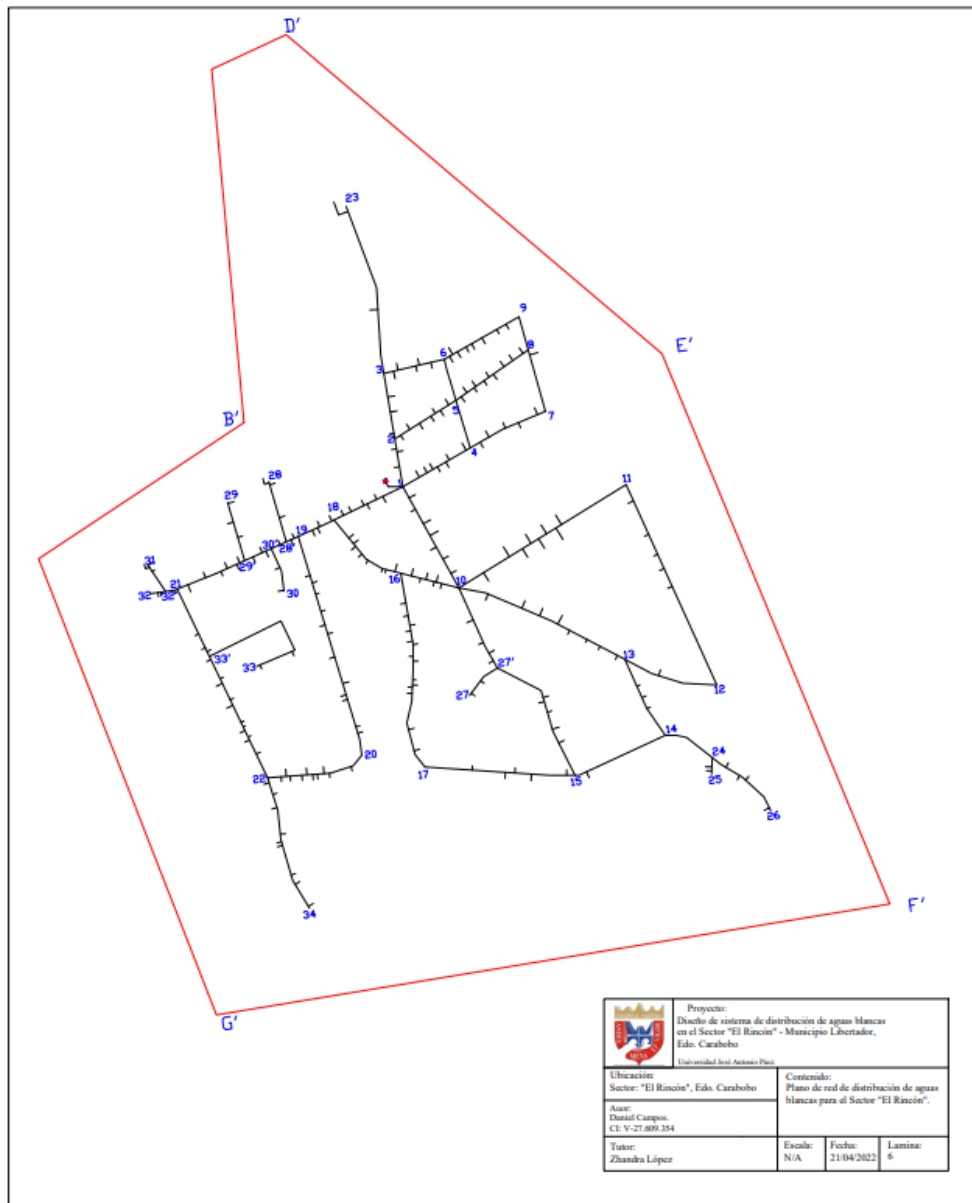 D'
23
9
E'
6
8
3
5
7
B'
2
4
28
1
11
29
18
19
30'
28'
31
29'
16
10
21
32
32'
30
13
33'
33
27'
27
12
14
20
24
17
22
15
25
26
34
F'
G'
Proyecto:
Diseño de sistema de distribución de aguas blancas
en el Sector "El Rincón" - Municipio Libertador,
Edo. Carabobo
Universidad José Antonio Páez.
Ubicación:
Sector: "El Rincón", Edo. Carabobo
Contenido:
Plano de red de distribución de aguas
blancas para el Sector "El Rincón".
Auor:
Daniel Campos.
CI: V-27.609.354
Tutor:
Zhandra López
Escala:
N/A
Fecha:
21/04/2022
Lamina:
6